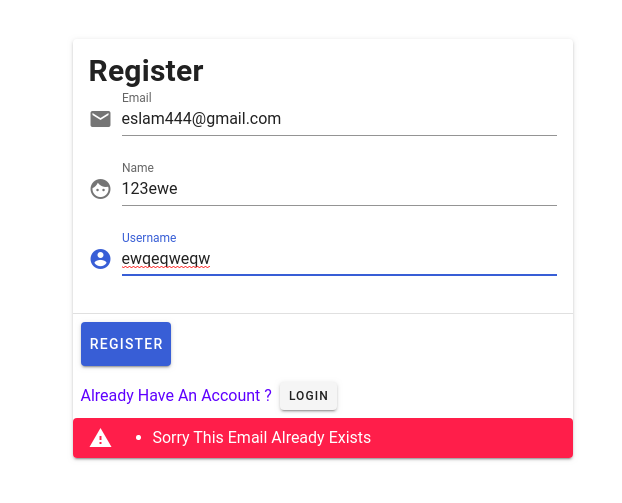 Register
Email
eslam444@gmail.com
Name
123ewe
Username
ewqeqweqw
REGISTER
Already Have An Account ? LOGIN
• Sorry This Email Already Exists